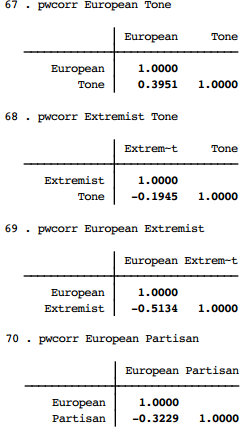 67 . pwcorr European Tone
European Tone
European 1.0000
Tone 0.3951 1.0000
68 . pwcorr Extremist Tone
Extrem~t Tone
Extremist 1.0000
Tone -0.1945 1.0000
69 . pwcorr European Extremist
European Extrem~t
European 1.0000
Extremist -0.5134 1.0000
70 . pwcorr European Partisan
European Partisan
European 1.0000
Partisan -0.3229 1.0000